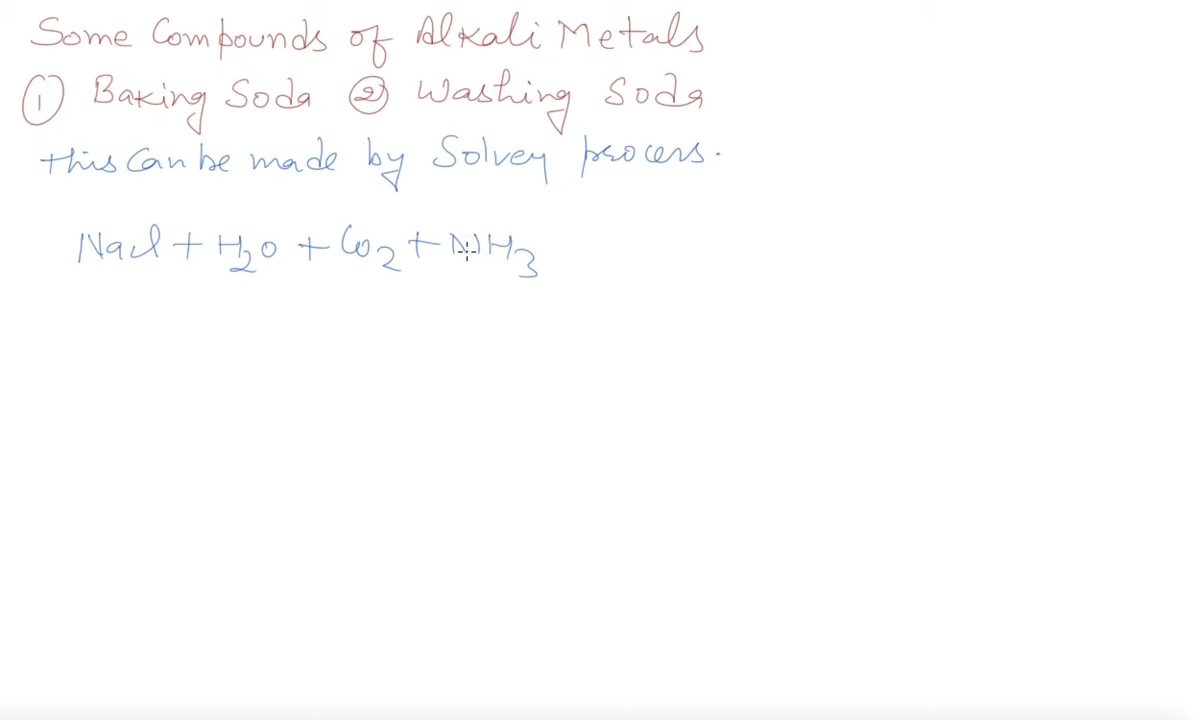 Some Compounds of Alkali Metals
① Baking Soda ② Washing Soda
this Can be made by Solvey process.
NaCl + H2O + CO2 + NH3